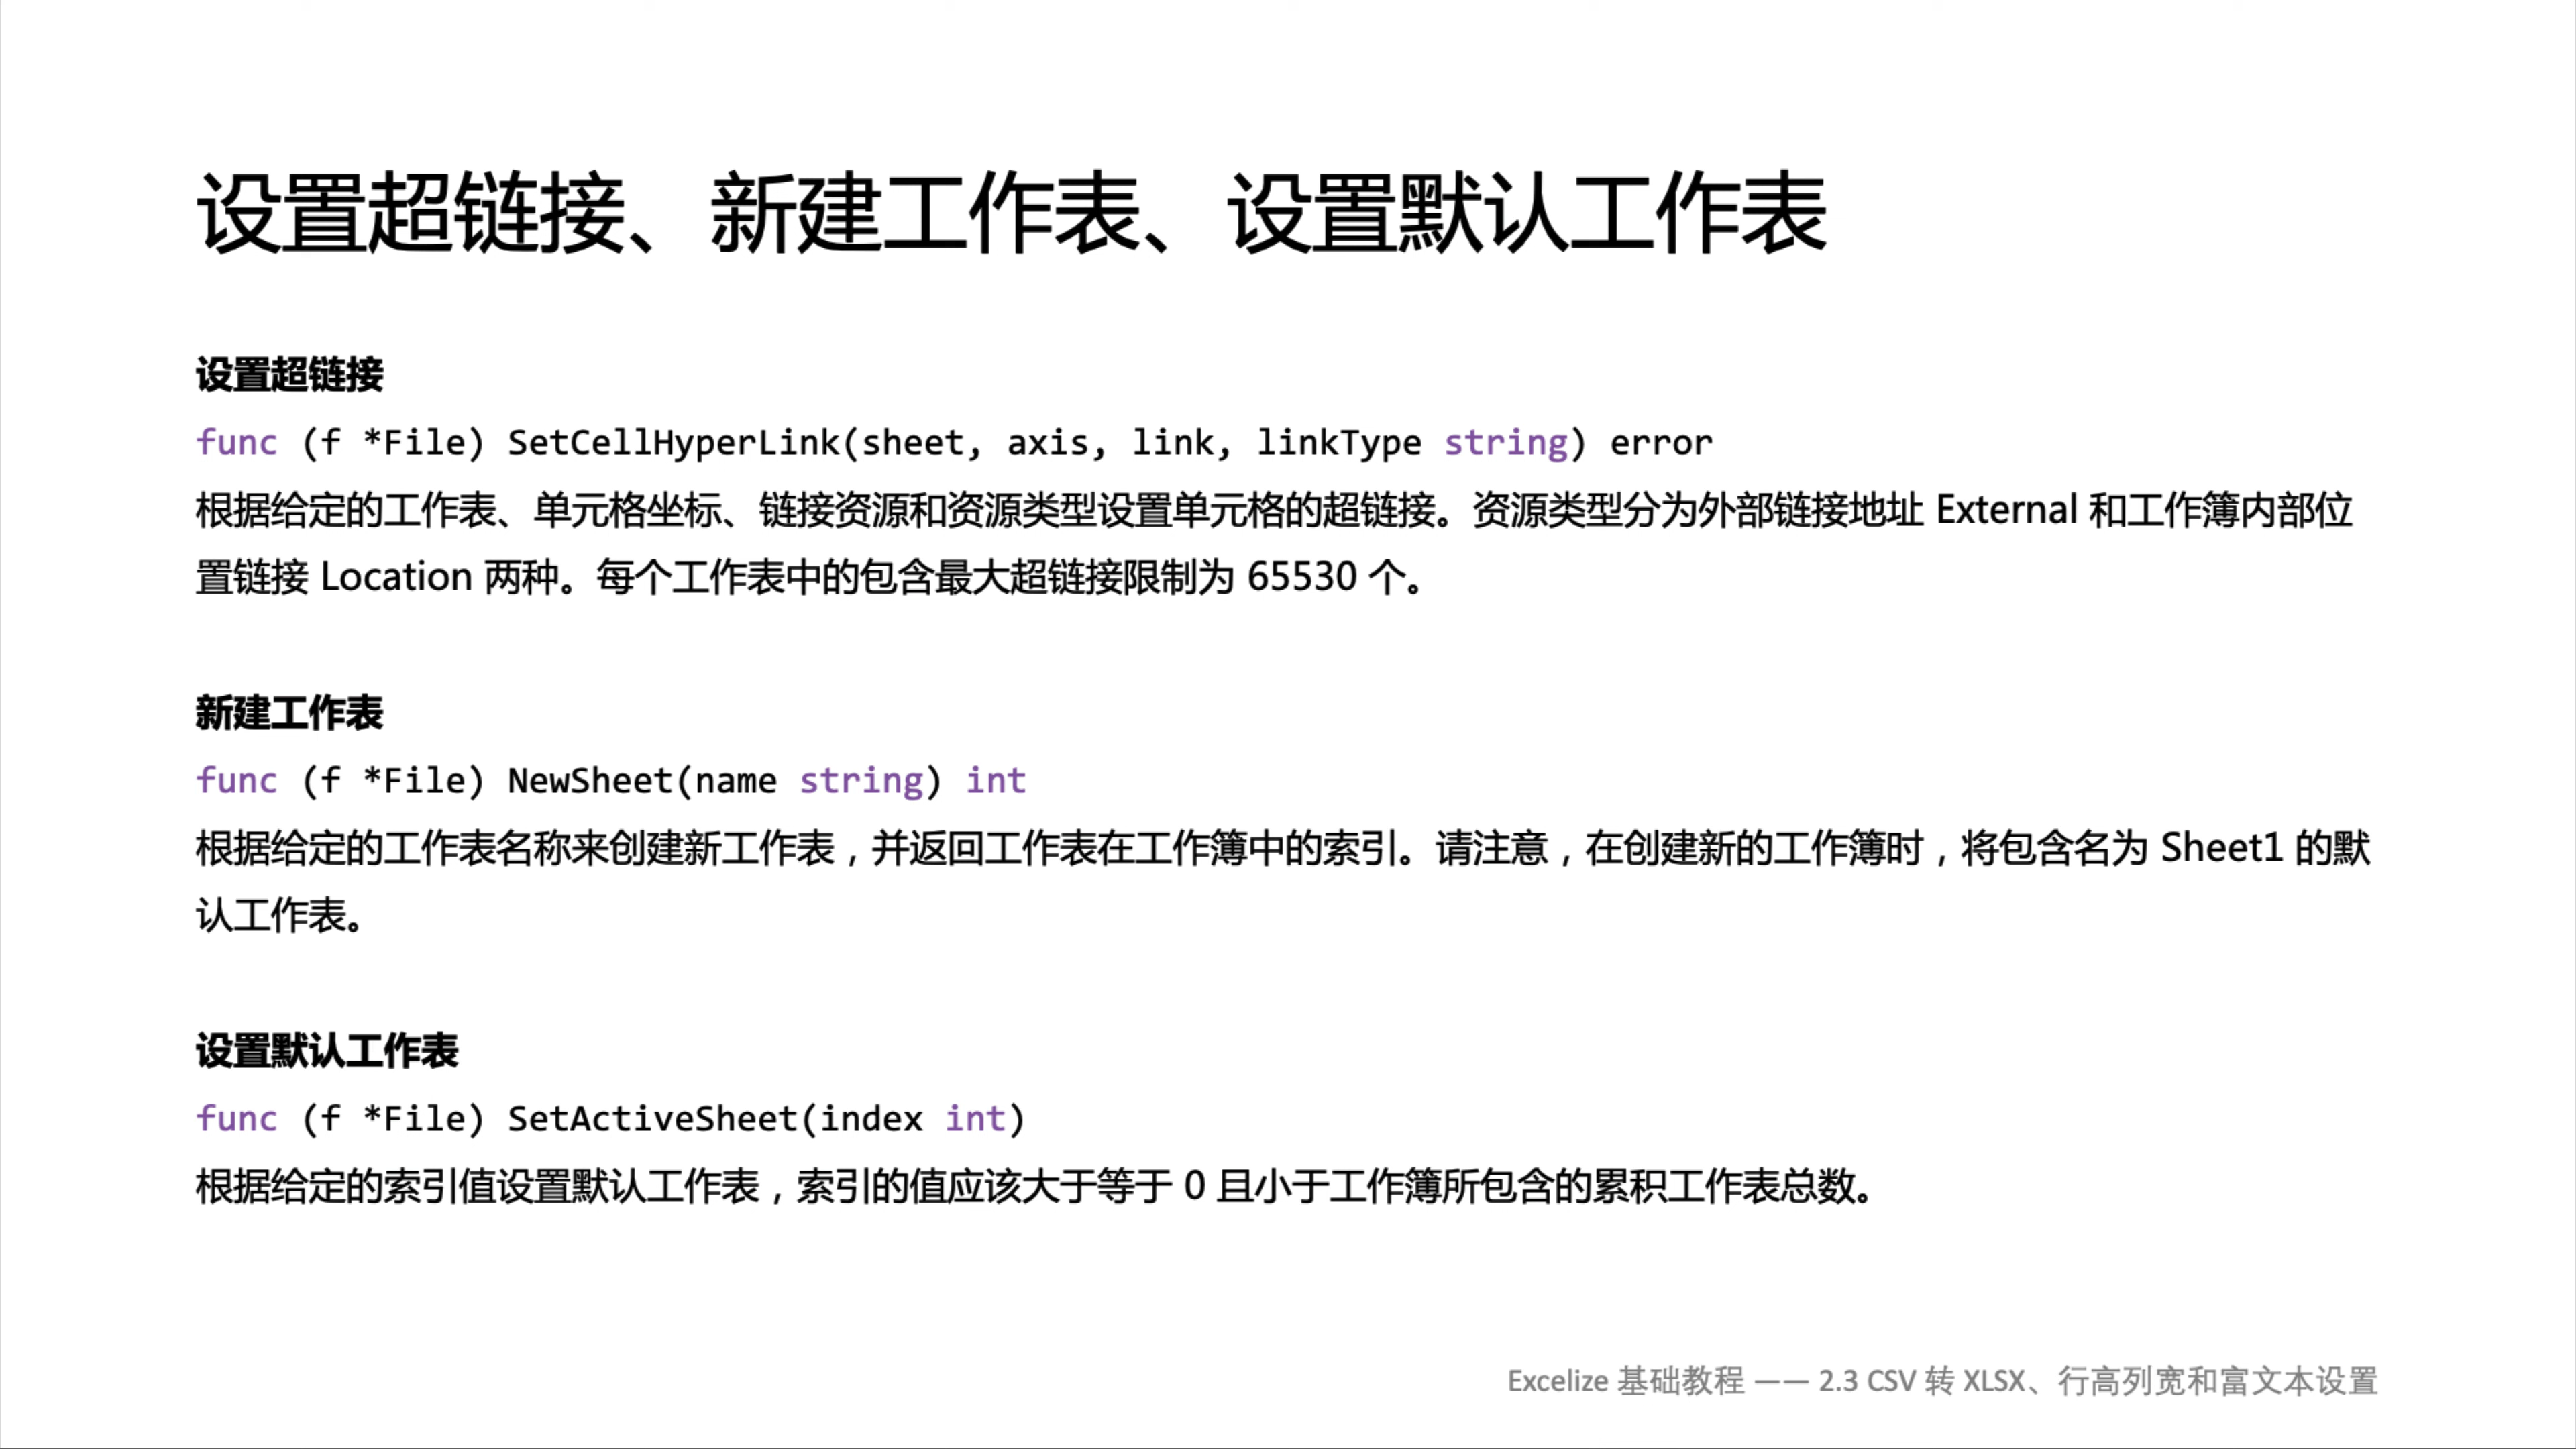 设置超链接、新建工作表、设置默认工作表
设置超链接
func (f *File) SetCellHyperLink(sheet, axis, link, linkType string) error
根据给定的工作表、单元格坐标、链接资源和资源类型设置单元格的超链接。资源类型分为外部链接地址 External 和工作簿内部位
置链接 Location 两种。每个工作表中的包含最大超链接限制为 65530 个。
新建工作表
func (f *File) NewSheet(name string) int
根据给定的工作表名称来创建新工作表，并返回工作表在工作簿中的索引。请注意，在创建新的工作簿时，将包含名为 Sheet1 的默
认工作表。
设置默认工作表
func (f *File) SetActiveSheet(index int)
根据给定的索引值设置默认工作表，索引的值应该大于等于 0 且小于工作簿所包含的累积工作表总数。
Excelize 基础教程 —— 2.3 CSV 转 XLSX、行高列宽和富文本设置